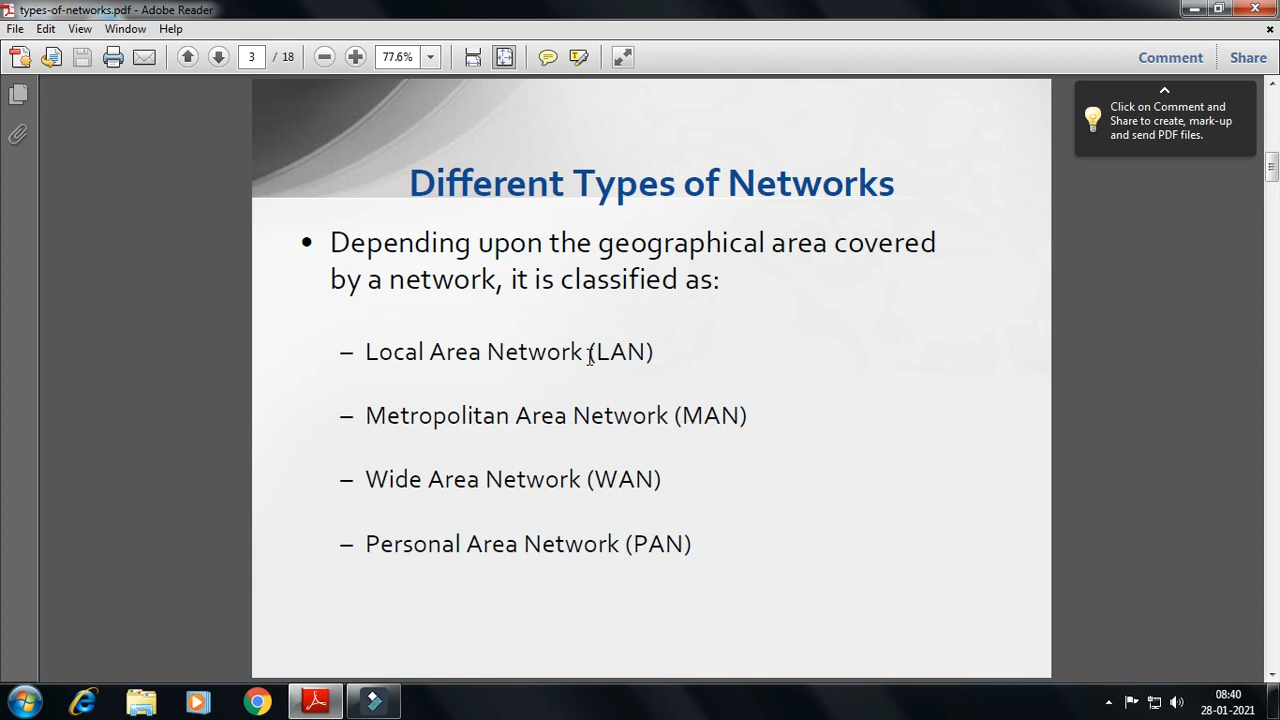 types-of-networks.pdf - Adobe Reader
File Edit View Window Help
3 / 18 77.6% Comment Share
Click on Comment and
Share to create, mark-up
and send PDF files.
Different Types of Networks
• Depending upon the geographical area covered
by a network, it is classified as:
– Local Area Network (LAN)
– Metropolitan Area Network (MAN)
– Wide Area Network (WAN)
– Personal Area Network (PAN)
08:40
28-01-2021